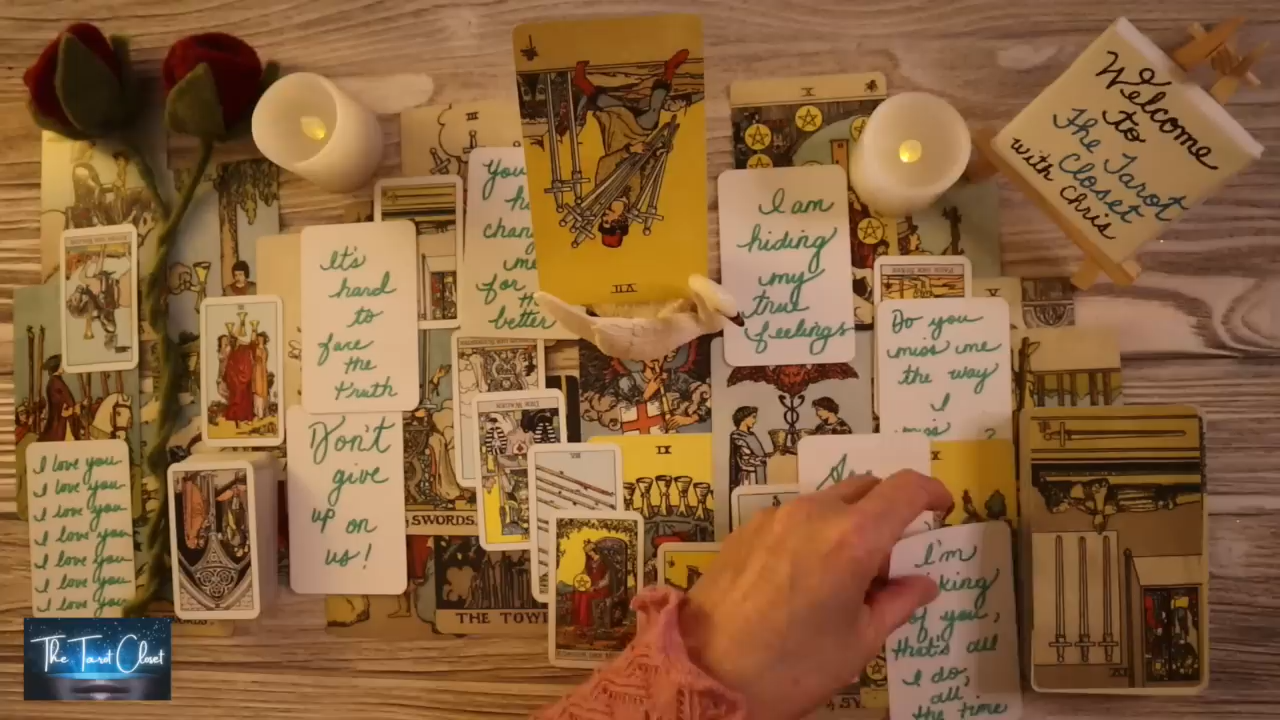 Welcome
to
The Tarot
Closet
with Chris
It's
hard
to
face
the
truth
You
for
better
I am
hiding
my
true
feelings
Do you
miss me
the way
I
?
I love you
I love you
I love you
I love you
I love you
I love you
I love you
Don't
give
up on
us!
I'm
of you,
that's all
I do,
all
the time
VII
X
III
IX
SWORDS.
THE
The Tarot Closet